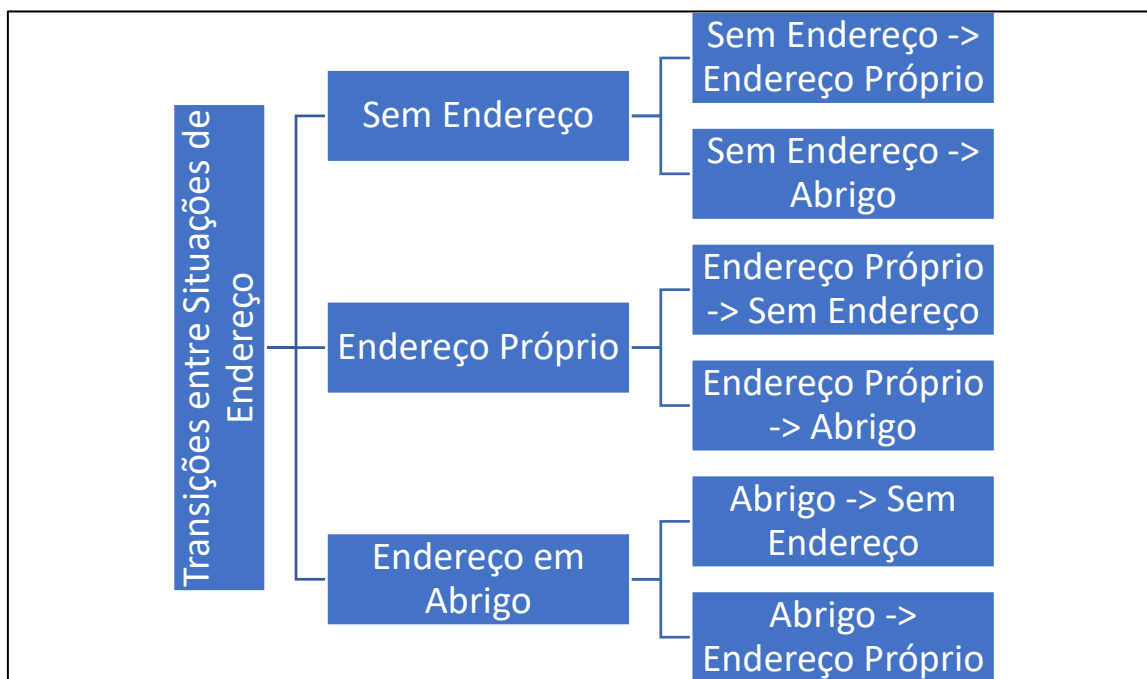 Transições entre Situações de
Endereço
Sem Endereço
Sem Endereço ->
Endereço Próprio
Sem Endereço ->
Abrigo
Endereço Próprio
Endereço Próprio
-> Sem Endereço
Endereço Próprio
-> Abrigo
Endereço em
Abrigo
Abrigo -> Sem
Endereço
Abrigo ->
Endereço Próprio